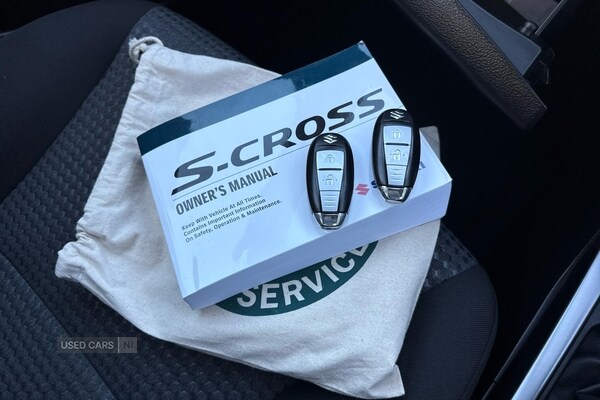 S-CROSS
OWNER'S MANUAL
Keep With Vehicle At All Times.
Contains Important Information
On Safety, Operation & Maintenance.
SERVICE
USED CARS NI